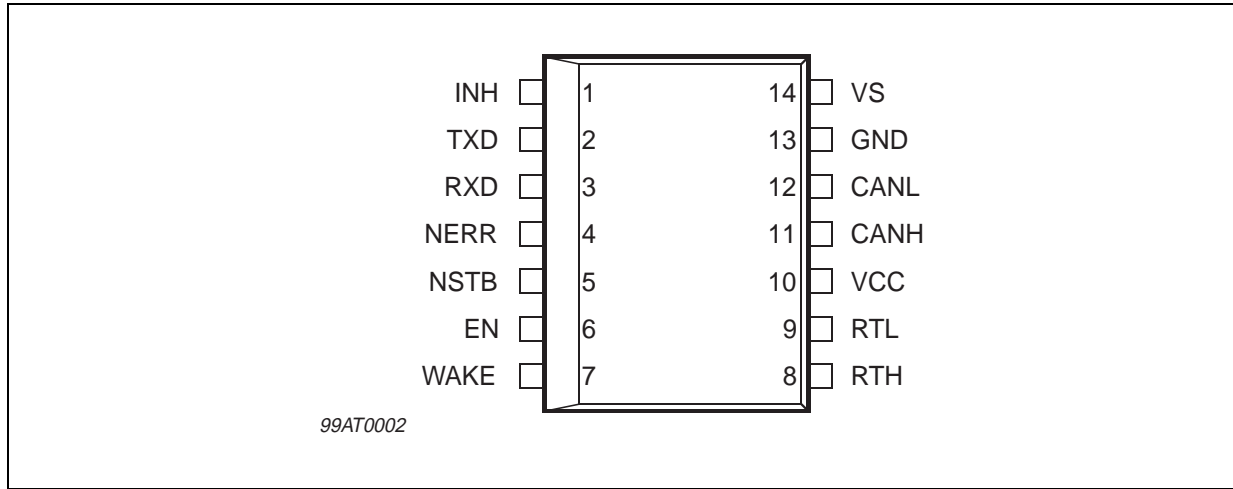 INH 1 14 VS
TXD 2 13 GND
RXD 3 12 CANL
NERR 4 11 CANH
NSTB 5 10 VCC
EN 6 9 RTL
WAKE 7 8 RTH
99AT0002